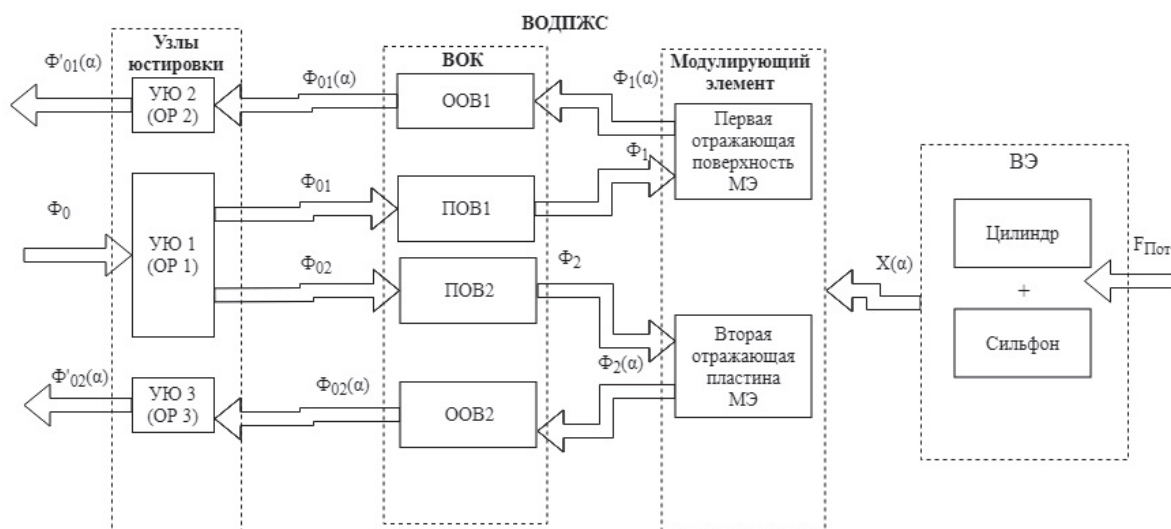 ВОДПЖС
Узлы
юстировки
Ф'01(α)
УЮ 2
(ОР 2)
Ф01(α)
ВОК
ООВ1
Ф1(α)
Модулирующий
элемент
Первая
отражающая
поверхность
МЭ
Ф0
УЮ 1
(ОР 1)
Ф01
ПОВ1
Ф1
Ф02
ПОВ2
Ф2
Вторая
отражающая
пластина
МЭ
Ф'02(α)
УЮ 3
(ОР 3)
Ф02(α)
ООВ2
Ф2(α)
X(α)
ВЭ
Цилиндр
+
Сильфон
FПот